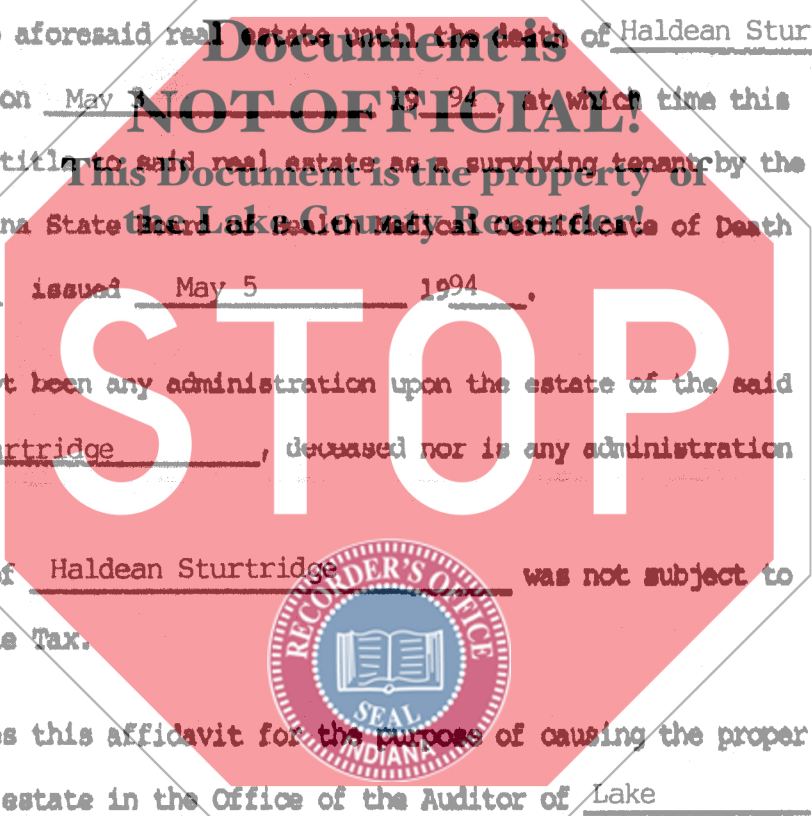 aforesaid real estate until the death of Haldean Stur
Document is
on May 3 1994, at which time this
NOT OFFICIAL!
title to said real estate as a surviving tenant by the
This Document is the property of
na State Board of Health Medical Certificate of Death
the Lake County Recorder!
issued May 5 1994.
STOP
t been any administration upon the estate of the said
rtridge, deceased nor is any administration
f Haldean Sturtridge was not subject to
RECORDER'S OFFICE
e Tax.
SEAL
INDIANA
s this affidavit for the purpose of causing the proper
estate in the Office of the Auditor of Lake